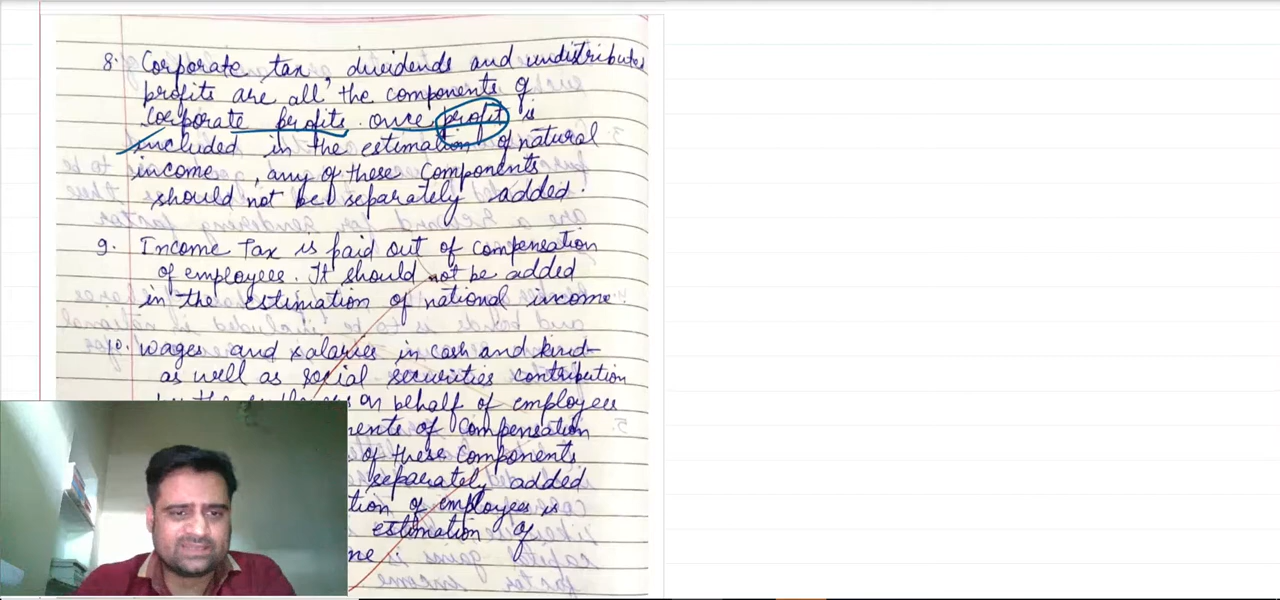 8. Corporate tax, dividends and undistributes
profits are all the components of
corporate profits. once profit is
included in the estimation of natural
income, any of these components
should not be separately added.
9. Income Tax is paid out of compensation
of employees. It should not be added
in the estimation of national income.
10. wages and salaries in cash and kind
as well as social securities contribution
on behalf of employees
of compensation
of these components
separately added
of employees is
estimation of